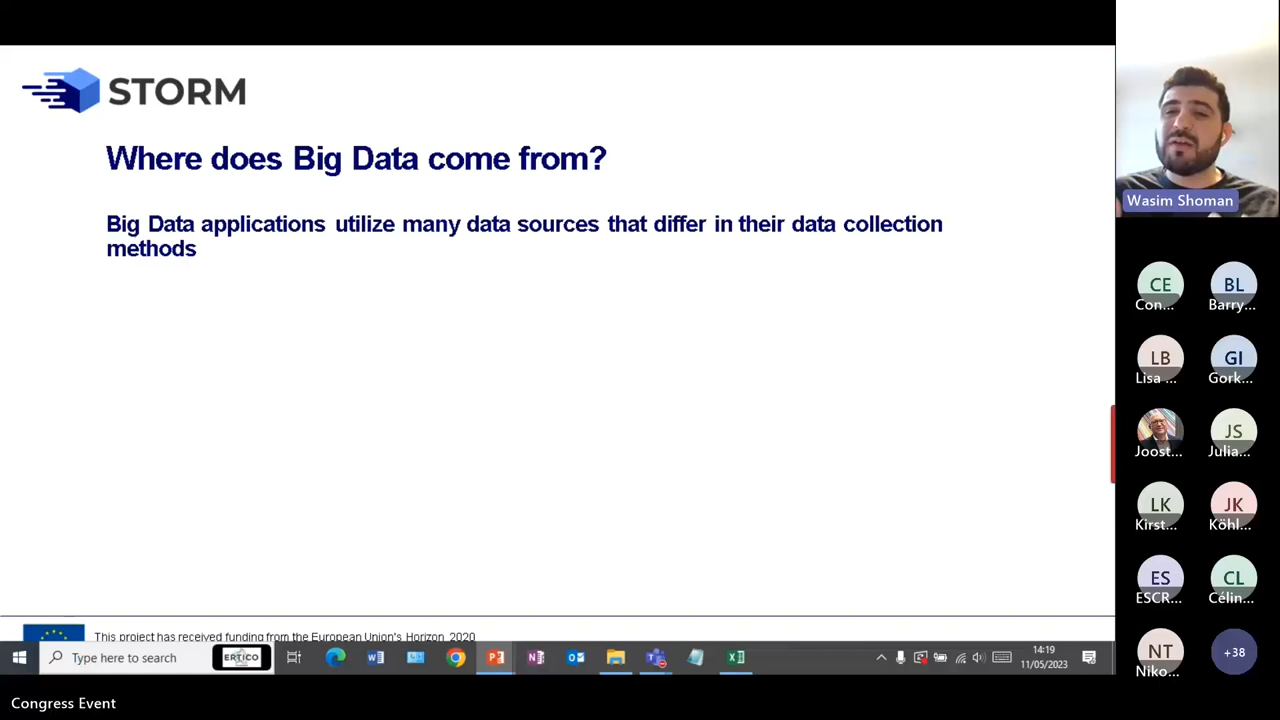 STORM
Where does Big Data come from?
Big Data applications utilize many data sources that differ in their data collection
methods
This project has received funding from the European Union's Horizon 2020
Type here to search
ERTICO
14:19
11/05/2023
Wasim Shoman
CE
Con...
BL
Barry...
LB
Lisa ...
GI
Gork...
Joost...
JS
Julia...
LK
Kirst...
JK
Köhl...
ES
ESCR...
CL
Célin...
NT
Niko...
+38
Congress Event